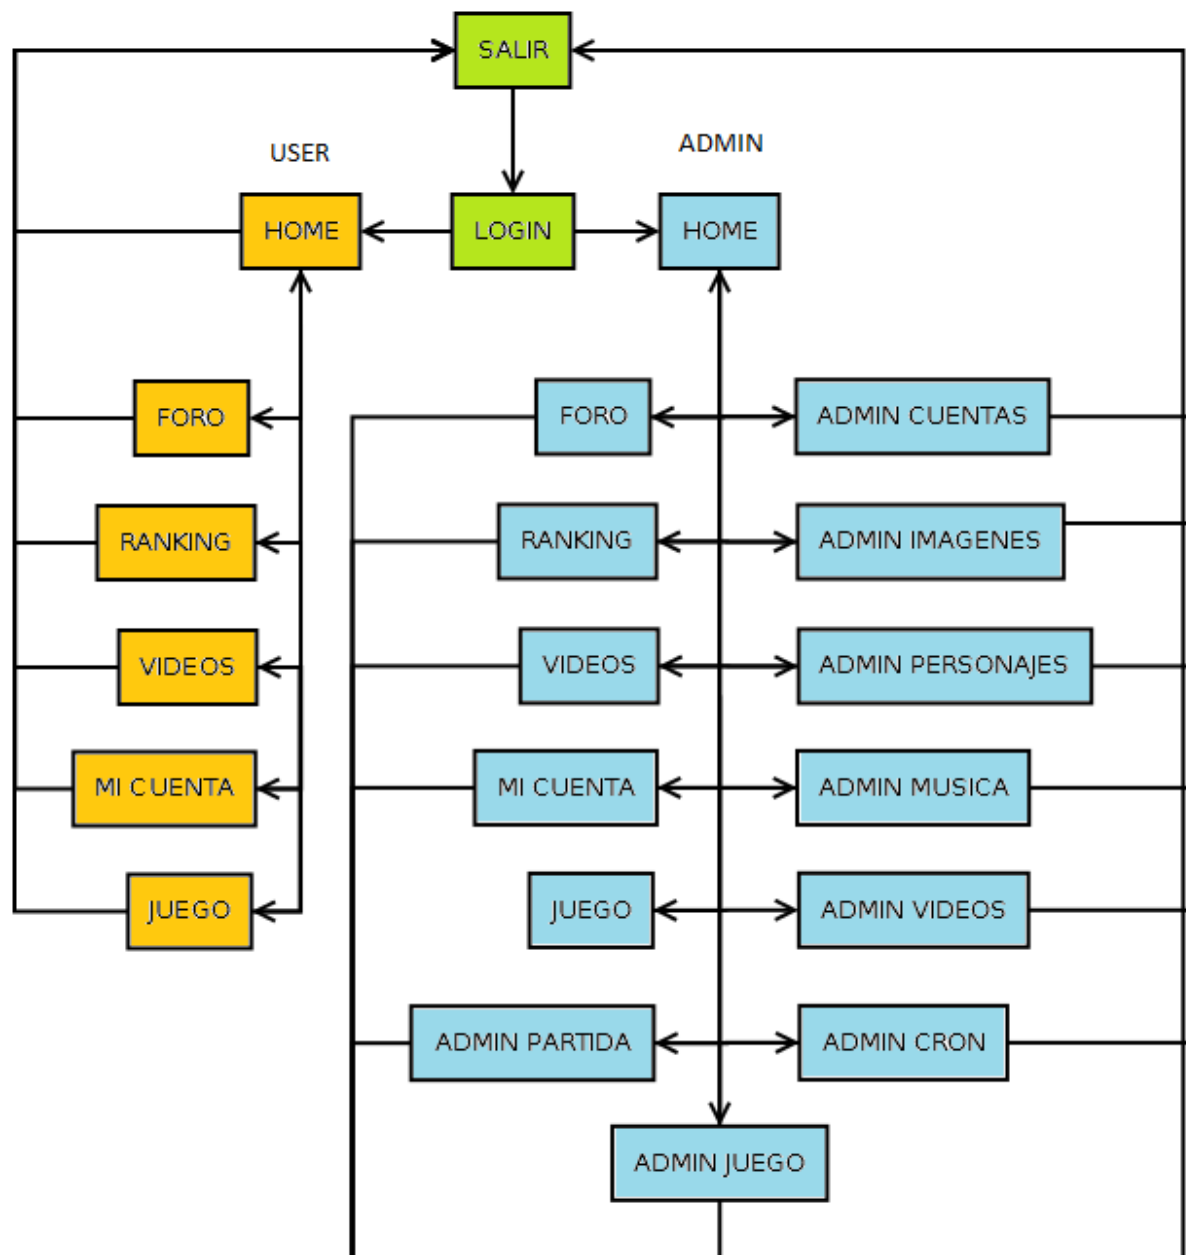 SALIR
USER
ADMIN
HOME
LOGIN
HOME
FORO
FORO
ADMIN CUENTAS
RANKING
RANKING
ADMIN IMAGENES
VIDEOS
VIDEOS
ADMIN PERSONAJES
MI CUENTA
MI CUENTA
ADMIN MUSICA
JUEGO
JUEGO
ADMIN VIDEOS
ADMIN PARTIDA
ADMIN CRON
ADMIN JUEGO